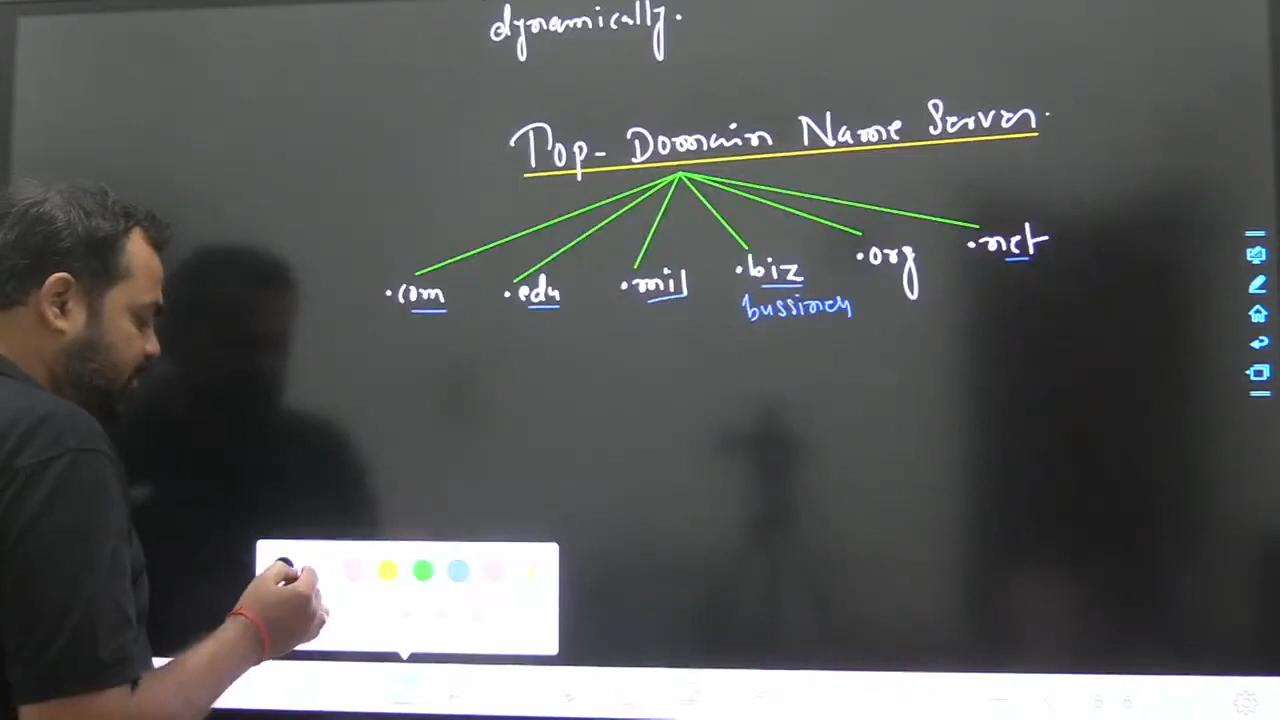 dynamically.
Top-Domain Name Server.
.com .edu .mil .biz .org .net
bussiness